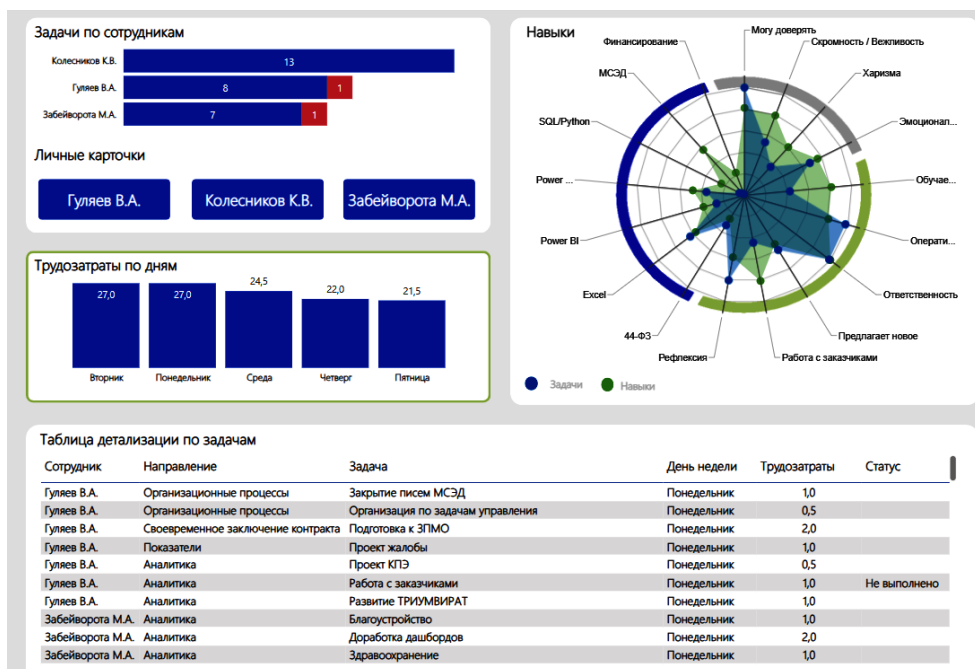 Задачи по сотрудникам
Колесников К.В.
13
Гуляев В.А.
8
1
Забейворота М.А.
7
1
Личные карточки
Гуляев В.А.
Колесников К.В.
Забейворота М.А.
Трудозатраты по дням
27,0
27,0
24,5
22,0
21,5
Вторник
Понедельник
Среда
Четверг
Пятница
Навыки
Могу доверять
Скромность / Вежливость
Харизма
Эмоционал...
Обучае...
Операти...
Ответственность
Предлагает новое
Работа с заказчиками
Рефлексия
44-ФЗ
Excel
Power BI
Power ...
SQL/Python
МСЭД
Финансирование
Задачи
Навыки
Таблица детализации по задачам
Сотрудник Направление Задача День недели Трудозатраты Статус
Гуляев В.А. Организационные процессы Закрытие писем МСЭД Понедельник 1,0
Гуляев В.А. Организационные процессы Организация по задачам управления Понедельник 0,5
Гуляев В.А. Своевременное заключение контракта Подготовка к ЗПМО Понедельник 2,0
Гуляев В.А. Показатели Проект жалобы Понедельник 1,0
Гуляев В.А. Аналитика Проект КПЭ Понедельник 0,5
Гуляев В.А. Аналитика Работа с заказчиками Понедельник 1,0 Не выполнено
Гуляев В.А. Аналитика Развитие ТРИУМВИРАТ Понедельник 1,0
Забейворота М.А. Аналитика Благоустройство Понедельник 1,0
Забейворота М.А. Аналитика Доработка дашбордов Понедельник 2,0
Забейворота М.А. Аналитика Здравоохранение Понедельник 1,0